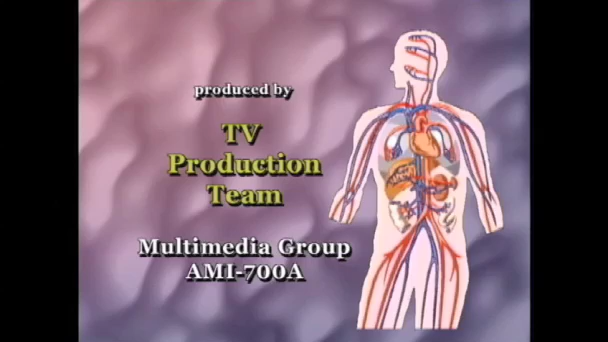 produced by
TV
Production
Team
Multimedia Group
AMI-700A